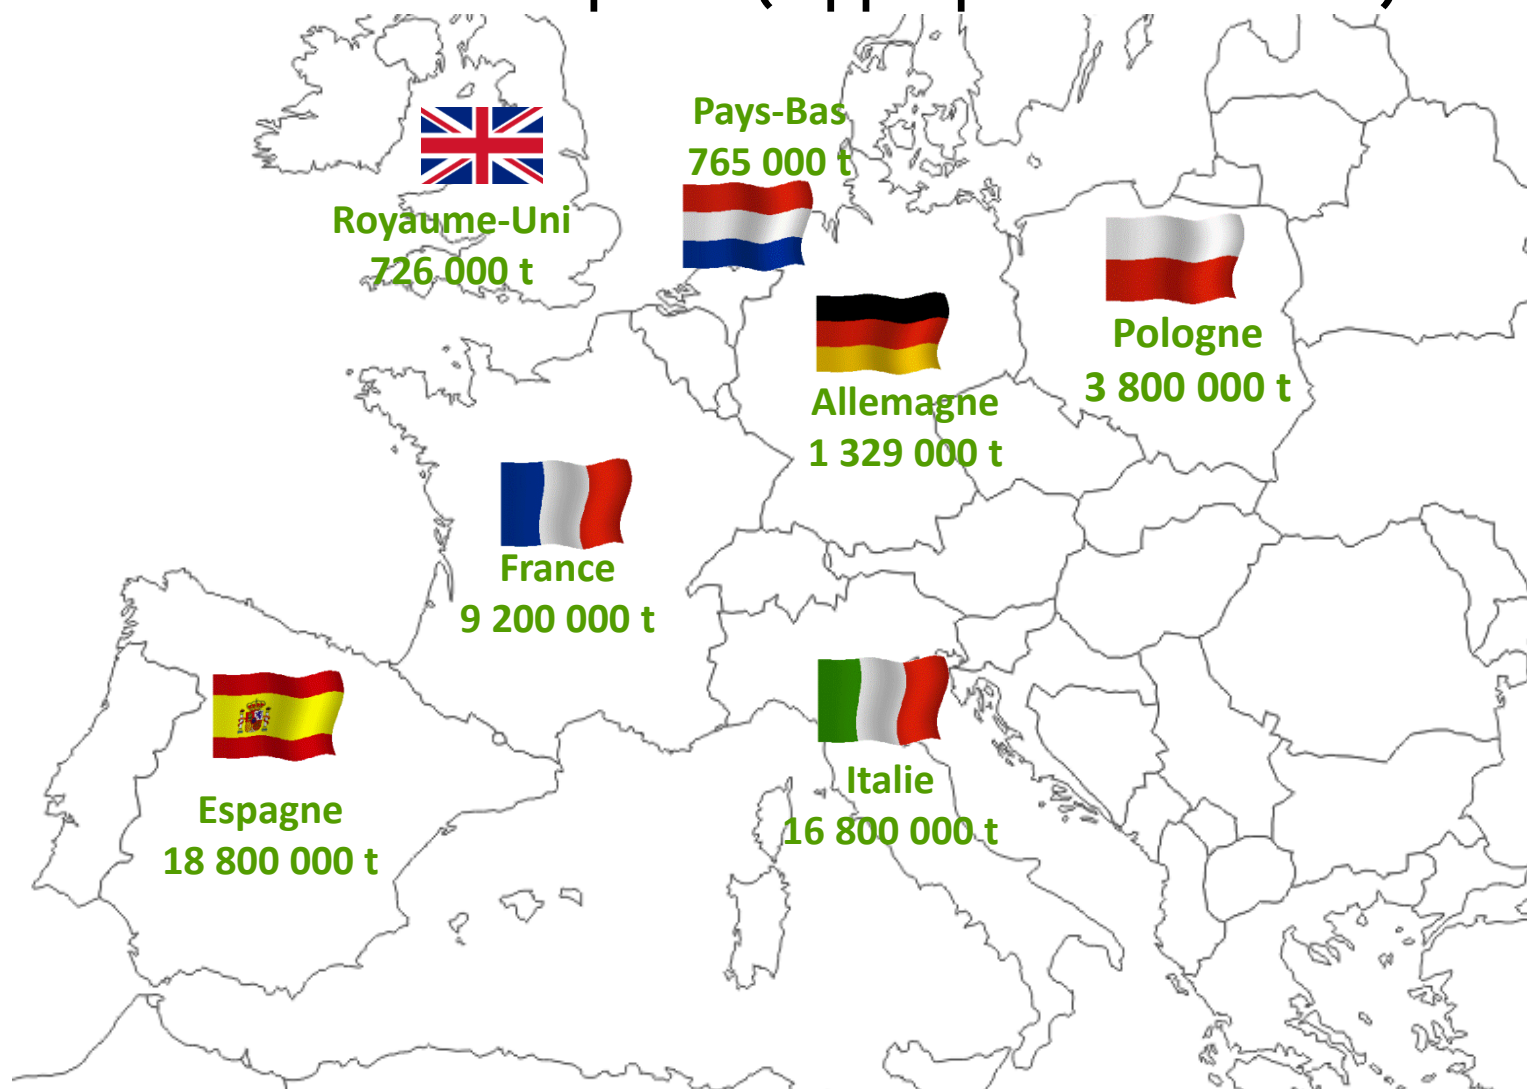 Pays-Bas
765 000 t
Royaume-Uni
726 000 t
Pologne
3 800 000 t
Allemagne
1 329 000 t
France
9 200 000 t
Espagne
18 800 000 t
Italie
16 800 000 t